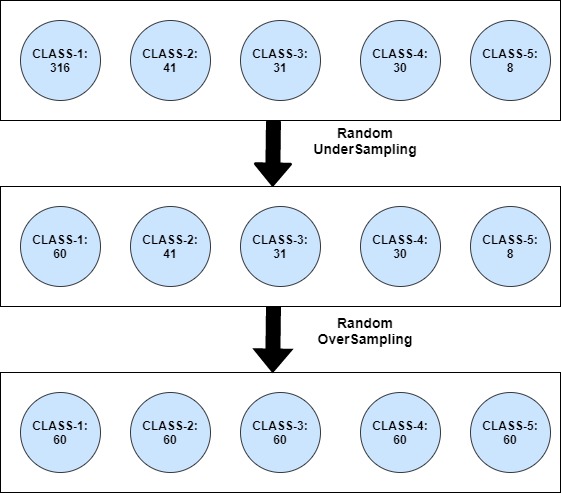 CLASS-1:
316
CLASS-2:
41
CLASS-3:
31
CLASS-4:
30
CLASS-5:
8
Random
UnderSampling
CLASS-1:
60
CLASS-2:
41
CLASS-3:
31
CLASS-4:
30
CLASS-5:
8
Random
OverSampling
CLASS-1:
60
CLASS-2:
60
CLASS-3:
60
CLASS-4:
60
CLASS-5:
60